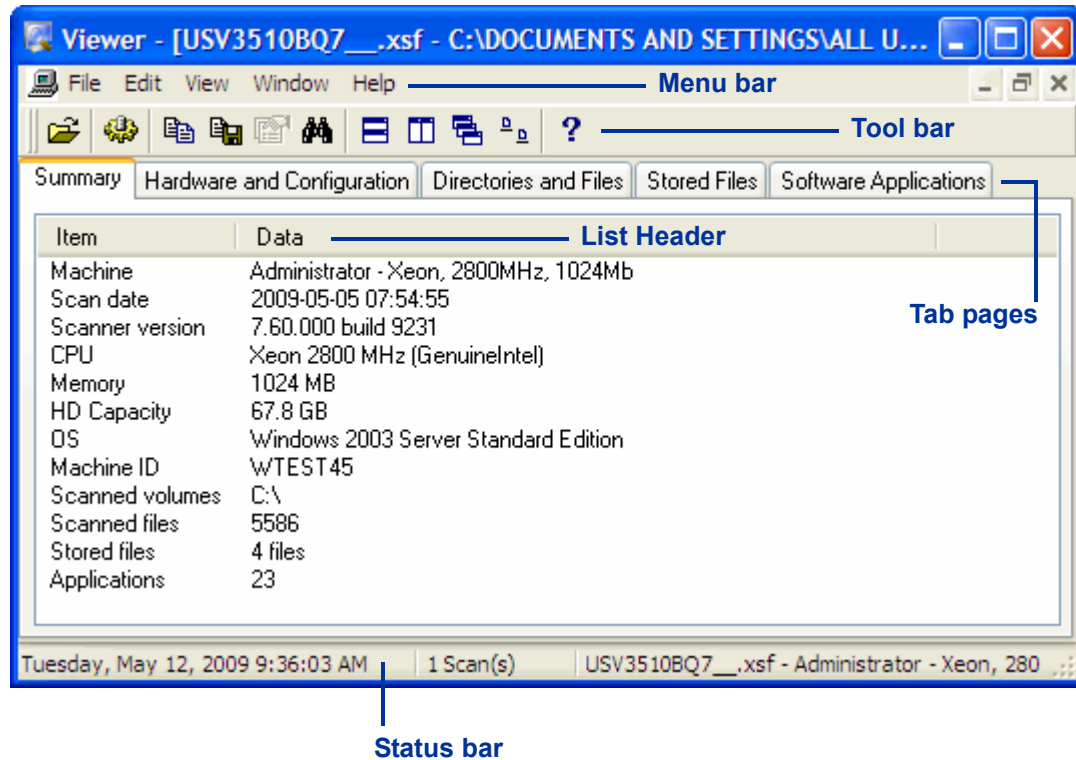 Viewer - [USV3510BQ7__.xsf - C:\DOCUMENTS AND SETTINGS\ALL U...
File Edit View Window Help Menu bar
? Tool bar
Summary Hardware and Configuration Directories and Files Stored Files Software Applications
Item Data List Header
Machine Administrator - Xeon, 2800MHz, 1024Mb
Scan date 2009-05-05 07:54:55
Tab pages
Scanner version 7.60.000 build 9231
CPU Xeon 2800 MHz (GenuineIntel)
Memory 1024 MB
HD Capacity 67.8 GB
OS Windows 2003 Server Standard Edition
Machine ID WTEST45
Scanned volumes C:\
Scanned files 5586
Stored files 4 files
Applications 23
Tuesday, May 12, 2009 9:36:03 AM 1 Scan(s) USV3510BQ7__.xsf - Administrator - Xeon, 280
Status bar